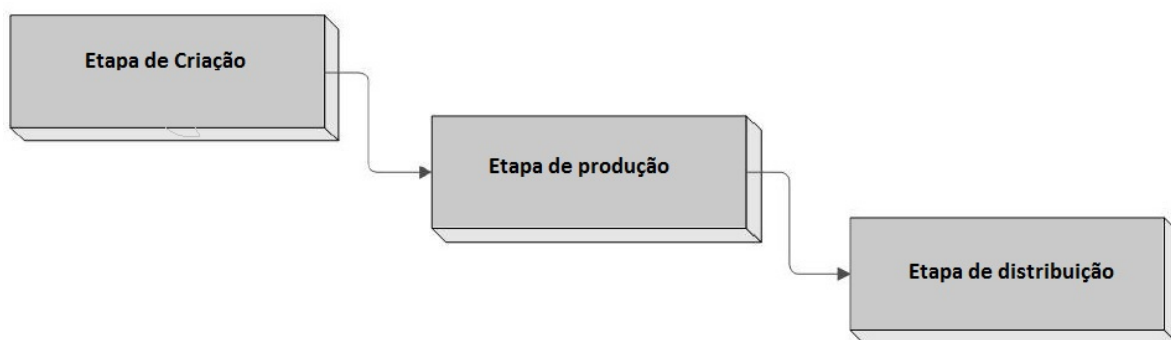 Etapa de Criação
Etapa de produção
Etapa de distribuição